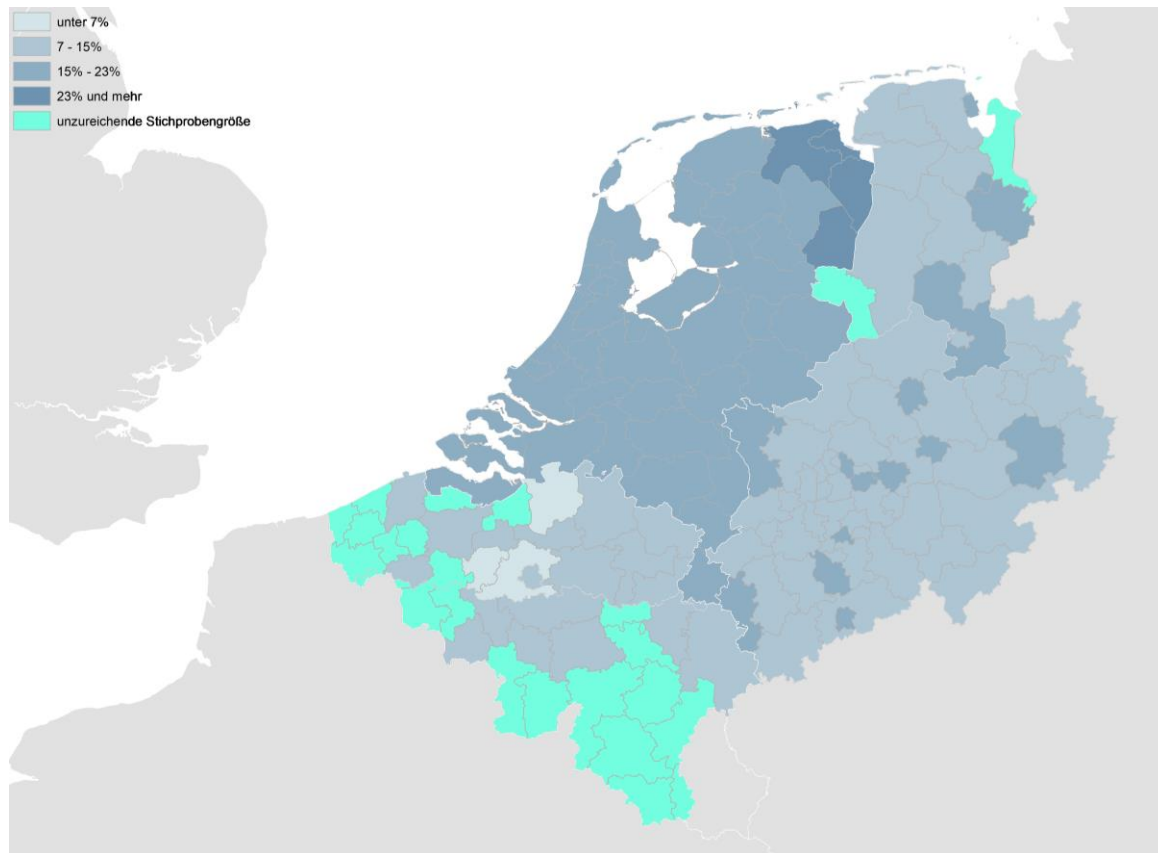 unter 7%
7 - 15%
15% - 23%
23% und mehr
unzureichende Stichprobengröße